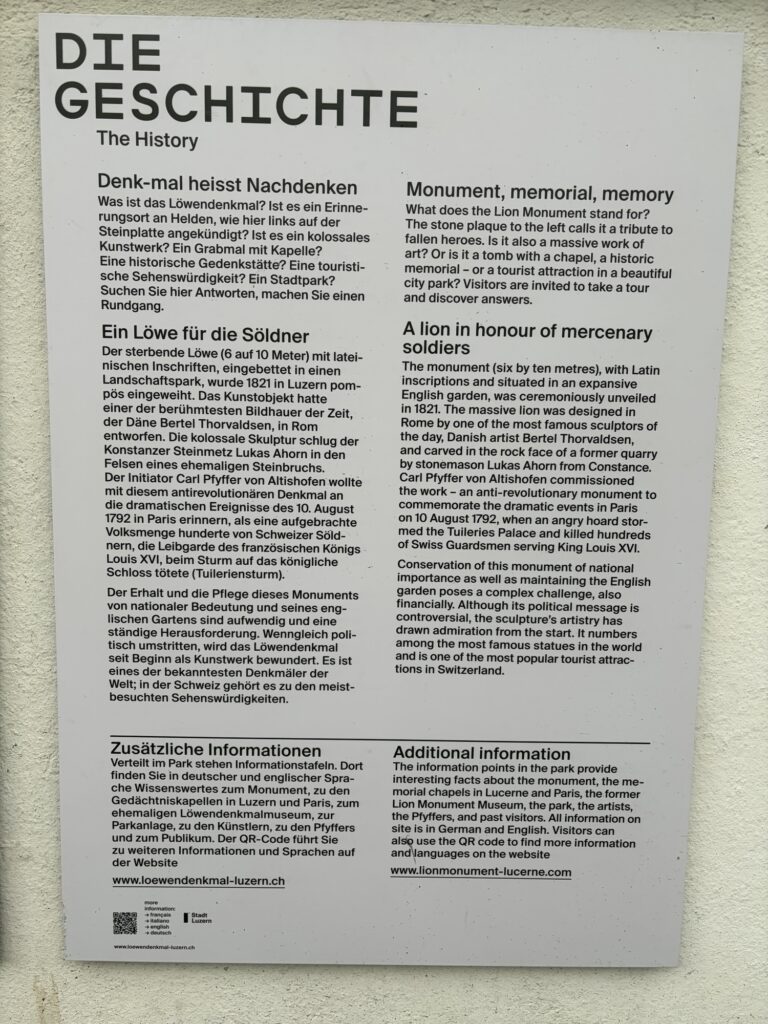 DIE
GESCHICHTE
The History
Denk-mal heisst Nachdenken
Was ist das Löwendenkmal? Ist es ein Erinne-
rungsort an Helden, wie hier links auf der
Steinplatte angekündigt? Ist es ein kolossales
Kunstwerk? Ein Grabmal mit Kapelle?
Eine historische Gedenkstätte? Eine touristi-
sche Sehenswürdigkeit? Ein Stadtpark?
Suchen Sie hier Antworten, machen Sie einen
Rundgang.
Ein Löwe für die Söldner
Der sterbende Löwe (6 auf 10 Meter) mit latei-
nischen Inschriften, eingebettet in einen
Landschaftspark, wurde 1821 in Luzern pom-
pös eingeweiht. Das Kunstobjekt hatte
einer der berühmtesten Bildhauer der Zeit,
der Däne Bertel Thorvaldsen, in Rom
entworfen. Die kolossale Skulptur schlug der
Konstanzer Steinmetz Lukas Ahorn in den
Felsen eines ehemaligen Steinbruchs.
Der Initiator Carl Pfyffer von Altishofen wollte
mit diesem antirevolutionären Denkmal an
die dramatischen Ereignisse des 10. August
1792 in Paris erinnern, als eine aufgebrachte
Volksmenge hunderte von Schweizer Söld-
nern, die Leibgarde des französischen Königs
Louis XVI, beim Sturm auf das königliche
Schloss tötete (Tuileriensturm).
Der Erhalt und die Pflege dieses Monuments
von nationaler Bedeutung und seines eng-
lischen Gartens sind aufwendig und eine
ständige Herausforderung. Wenngleich poli-
tisch umstritten, wird das Löwendenkmal
seit Beginn als Kunstwerk bewundert. Es ist
eines der bekanntesten Denkmäler der
Welt; in der Schweiz gehört es zu den meist-
besuchten Sehenswürdigkeiten.
Monument, memorial, memory
What does the Lion Monument stand for?
The stone plaque to the left calls it a tribute to
fallen heroes. Is it also a massive work of
art? Or is it a tomb with a chapel, a historic
memorial – or a tourist attraction in a beautiful
city park? Visitors are invited to take a tour
and discover answers.
A lion in honour of mercenary
soldiers
The monument (six by ten metres), with Latin
inscriptions and situated in an expansive
English garden, was ceremoniously unveiled
in 1821. The massive lion was designed in
Rome by one of the most famous sculptors of
the day, Danish artist Bertel Thorvaldsen,
and carved in the rock face of a former quarry
by stonemason Lukas Ahorn from Constance.
Carl Pfyffer von Altishofen commissioned
the work – an anti-revolutionary monument to
commemorate the dramatic events in Paris
on 10 August 1792, when an angry hoard stor-
med the Tuileries Palace and killed hundreds
of Swiss Guardsmen serving King Louis XVI.
Conservation of this monument of national
importance as well as maintaining the English
garden poses a complex challenge, also
financially. Although its political message is
controversial, the sculpture's artistry has
drawn admiration from the start. It numbers
among the most famous statues in the world
and is one of the most popular tourist attrac-
tions in Switzerland.
Zusätzliche Informationen
Verteilt im Park stehen Informationstafeln. Dort
finden Sie in deutscher und englischer Spra-
che Wissenswertes zum Monument, zu den
Gedächtniskapellen in Luzern und Paris, zum
ehemaligen Löwendenkmalmuseum, zur
Parkanlage, zu den Künstlern, zu den Pfyffers
und zum Publikum. Der QR-Code führt Sie
zu weiteren Informationen und Sprachen auf
der Website
www.loewendenkmal-luzern.ch
Additional information
The information points in the park provide
interesting facts about the monument, the me-
morial chapels in Lucerne and Paris, the former
Lion Monument Museum, the park, the artists,
the Pfyffers, and past visitors. All information on
site is in German and English. Visitors can
also use the QR code to find more information
and languages on the website
www.lionmonument-lucerne.com
more
information:
→ français
→ italiano
→ english
→ deutsch
Stadt
Luzern
www.loewendenkmal-luzern.ch